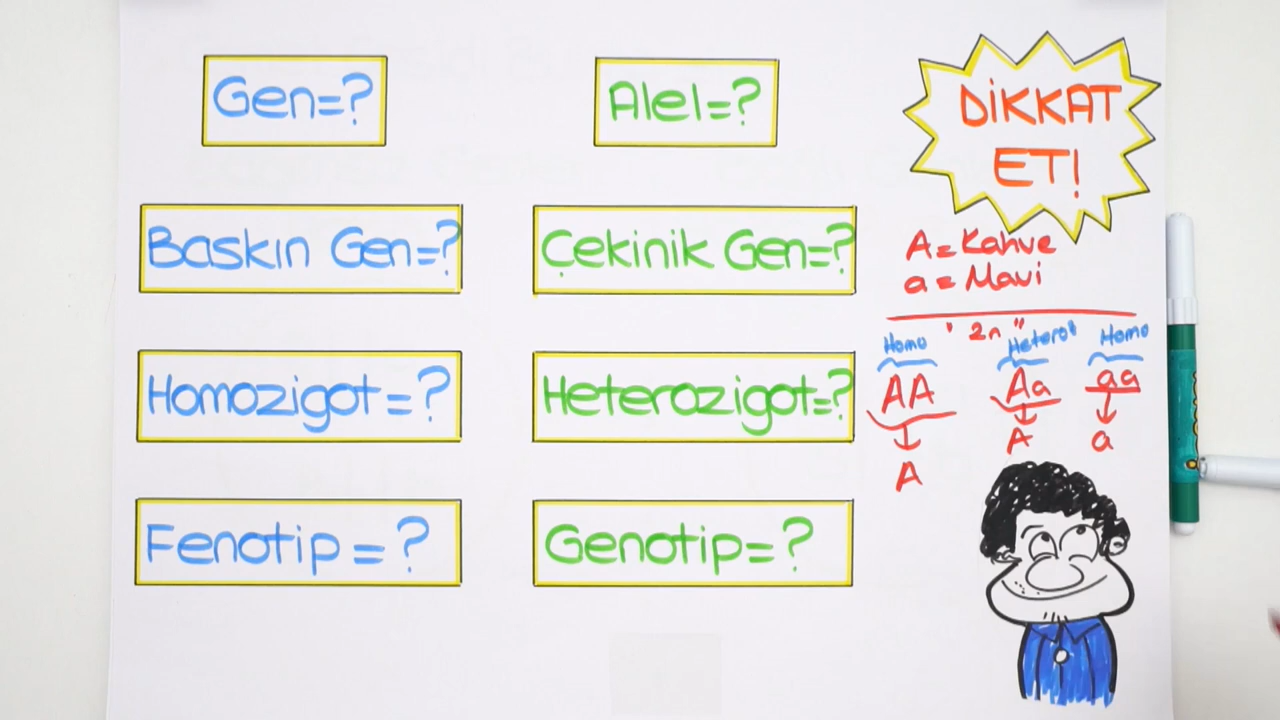 Gen=?
Alel=?
Baskın Gen=?
Çekinik Gen=?
Homozigot=?
Heterozigot=?
Fenotip=?
Genotip=?
DİKKAT
ET!
A=Kahve
a=Mavi
"2n"
Homo Heterot Homo
AA Aa aa
A A a